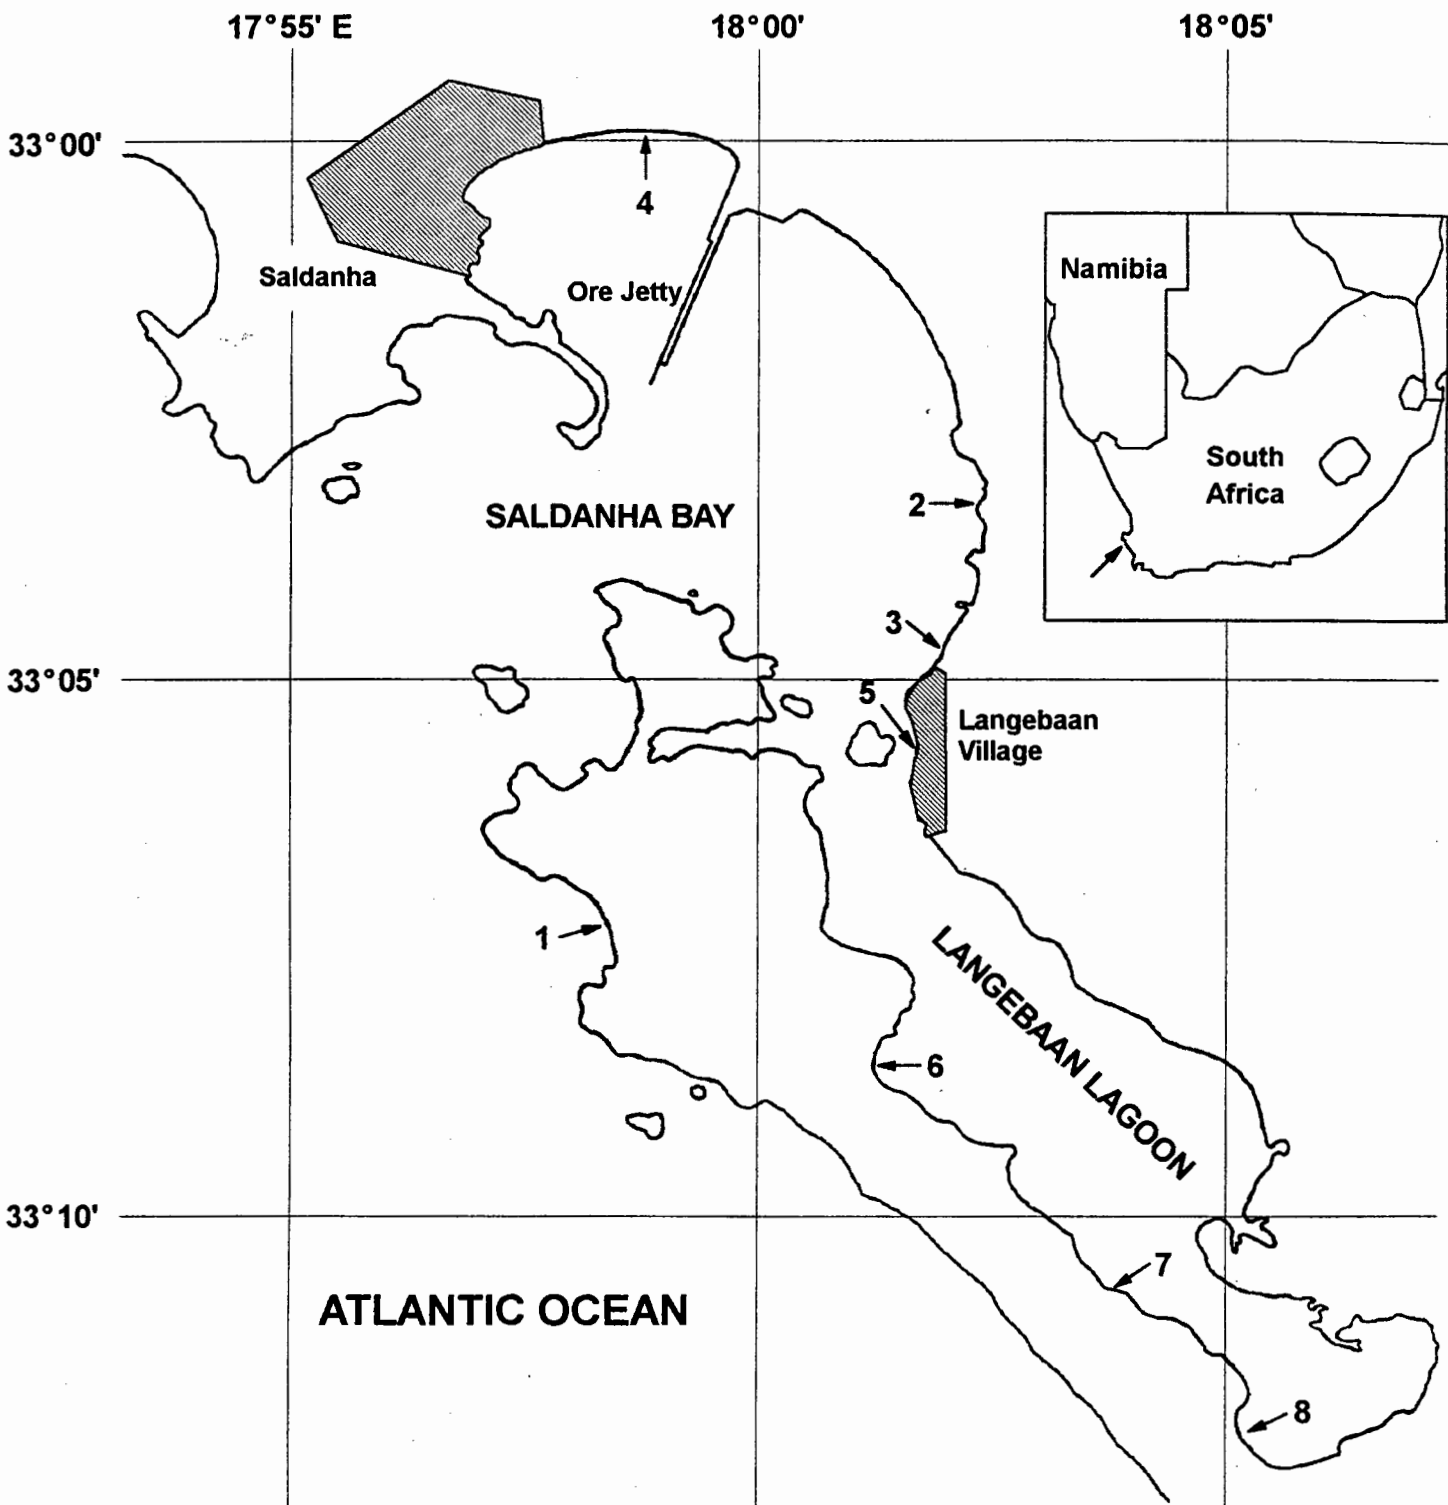 17°55' E
18°00'
18°05'
33°00'
4
Namibia
Saldanha
Ore Jetty
South
Africa
2
SALDANHA BAY
3
33°05'
5
Langebaan
Village
1
LANGEBAAN LAGOON
6
33°10'
7
ATLANTIC OCEAN
8